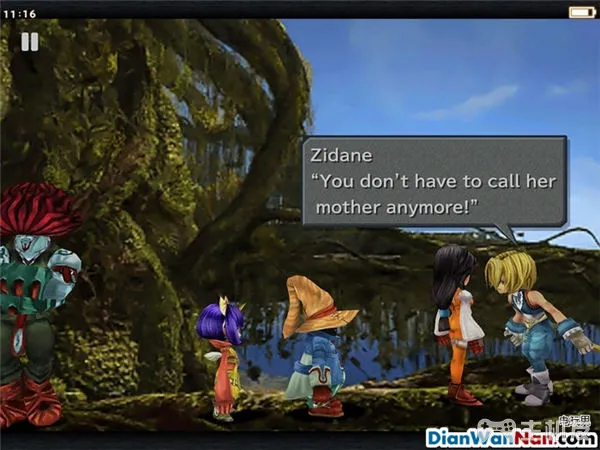 11:16
Zidane
“You don’t have to call her
mother anymore!”
DianWanNan.com